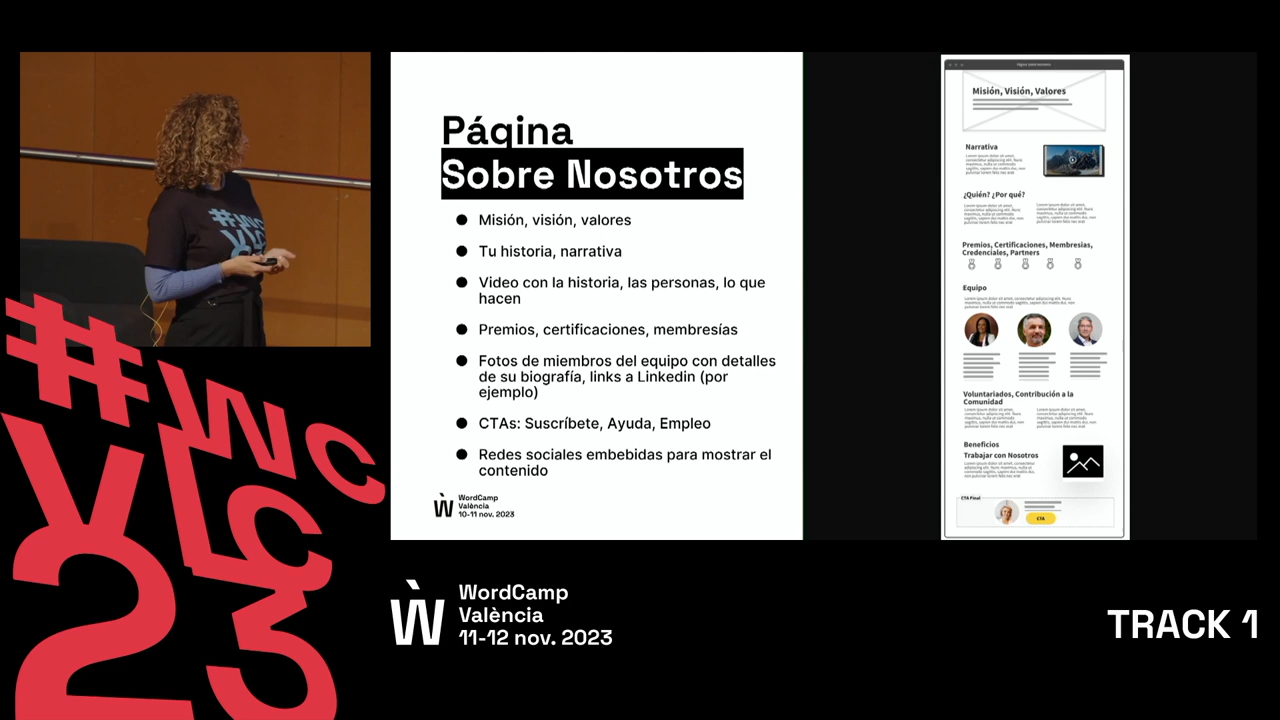 Página
Sobre Nosotros
Misión, visión, valores
Tu historia, narrativa
Video con la historia, las personas, lo que
hacen
Premios, certificaciones, membresías
Fotos de miembros del equipo con detalles
de su biografía, links a Linkedin (por
ejemplo)
CTAs: Suscríbete, Ayuda, Empleo
Redes sociales embebidas para mostrar el
contenido
WordCamp
València
10-11 nov. 2023
Misión, Visión, Valores
Narrativa
¿Quién? ¿Por qué?
Premios, Certificaciones, Membresias,
Credenciales, Partners
Equipo
Voluntariados, Contribución a la
Comunidad
Beneficios
Trabajar con Nosotros
CTA Final
CTA
WordCamp
València
11-12 nov. 2023
TRACK 1